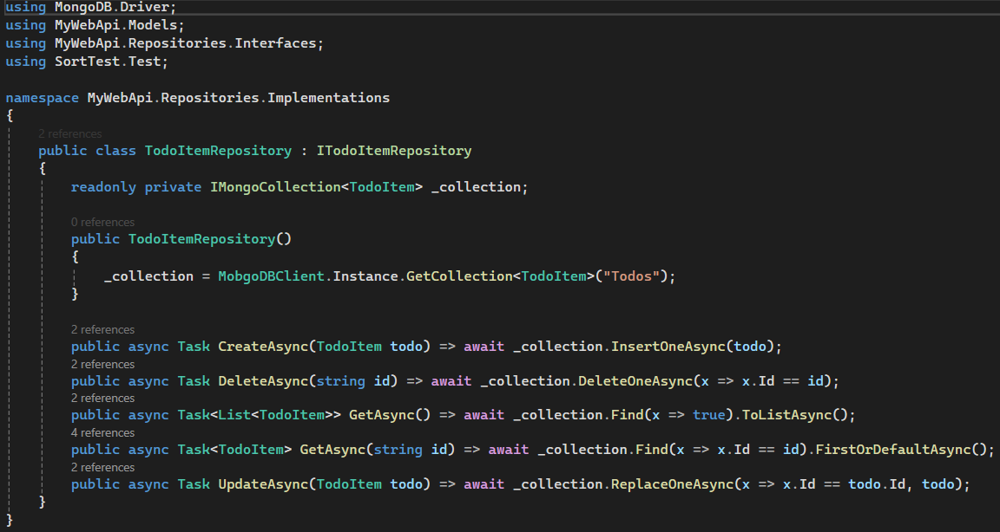 using MongoDB.Driver;
using MyWebApi.Models;
using MyWebApi.Repositories.Interfaces;
using SortTest.Test;
namespace MyWebApi.Repositories.Implementations
{
2 references
public class TodoItemRepository : ITodoItemRepository
{
readonly private IMongoCollection<TodoItem> _collection;
0 references
public TodoItemRepository()
{
_collection = MobgoDBClient.Instance.GetCollection<TodoItem>("Todos");
}
2 references
public async Task CreateAsync(TodoItem todo) => await _collection.InsertOneAsync(todo);
2 references
public async Task DeleteAsync(string id) => await _collection.DeleteOneAsync(x => x.Id == id);
2 references
public async Task<List<TodoItem>> GetAsync() => await _collection.Find(x => true).ToListAsync();
4 references
public async Task<TodoItem> GetAsync(string id) => await _collection.Find(x => x.Id == id).FirstOrDefaultAsync();
2 references
public async Task UpdateAsync(TodoItem todo) => await _collection.ReplaceOneAsync(x => x.Id == todo.Id, todo);
}
}